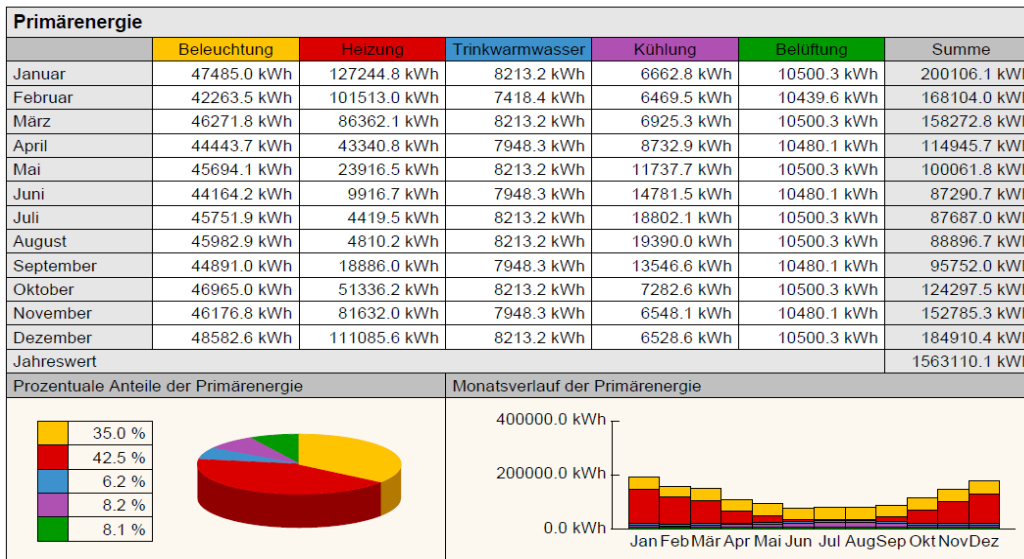 Primärenergie
Beleuchtung Heizung Trinkwarmwasser Kühlung Belüftung Summe
Januar 47485.0 kWh 127244.8 kWh 8213.2 kWh 6662.8 kWh 10500.3 kWh 200106.1 kWh
Februar 42263.5 kWh 101513.0 kWh 7418.4 kWh 6469.5 kWh 10439.6 kWh 168104.0 kWh
März 46271.8 kWh 86362.1 kWh 8213.2 kWh 6925.3 kWh 10500.3 kWh 158272.8 kWh
April 44443.7 kWh 43340.8 kWh 7948.3 kWh 8732.9 kWh 10480.1 kWh 114945.7 kWh
Mai 45694.1 kWh 23916.5 kWh 8213.2 kWh 11737.7 kWh 10500.3 kWh 100061.8 kWh
Juni 44164.2 kWh 9916.7 kWh 7948.3 kWh 14781.5 kWh 10480.1 kWh 87290.7 kWh
Juli 45751.9 kWh 4419.5 kWh 8213.2 kWh 18802.1 kWh 10500.3 kWh 87687.0 kWh
August 45982.9 kWh 4810.2 kWh 8213.2 kWh 19390.0 kWh 10500.3 kWh 88896.7 kWh
September 44891.0 kWh 18886.0 kWh 7948.3 kWh 13546.6 kWh 10480.1 kWh 95752.0 kWh
Oktober 46965.0 kWh 51336.2 kWh 8213.2 kWh 7282.6 kWh 10500.3 kWh 124297.5 kWh
November 46176.8 kWh 81632.0 kWh 7948.3 kWh 6548.1 kWh 10480.1 kWh 152785.3 kWh
Dezember 48582.6 kWh 111085.6 kWh 8213.2 kWh 6528.6 kWh 10500.3 kWh 184910.4 kWh
Jahreswert 1563110.1 kWh
Prozentuale Anteile der Primärenergie
35.0 %
42.5 %
6.2 %
8.2 %
8.1 %
Monatsverlauf der Primärenergie
400000.0 kWh
200000.0 kWh
0.0 kWh
Jan Feb Mär Apr Mai Jun Jul Aug Sep Okt Nov Dez